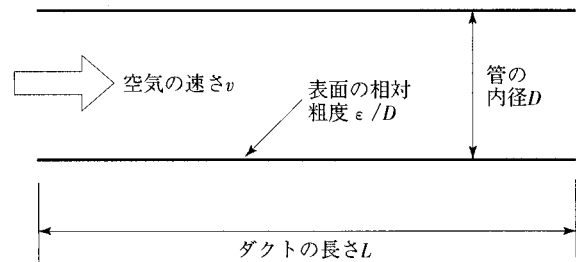 空気の速さv
表面の相対
粗度 ε/D
管の
内径D
ダクトの長さL